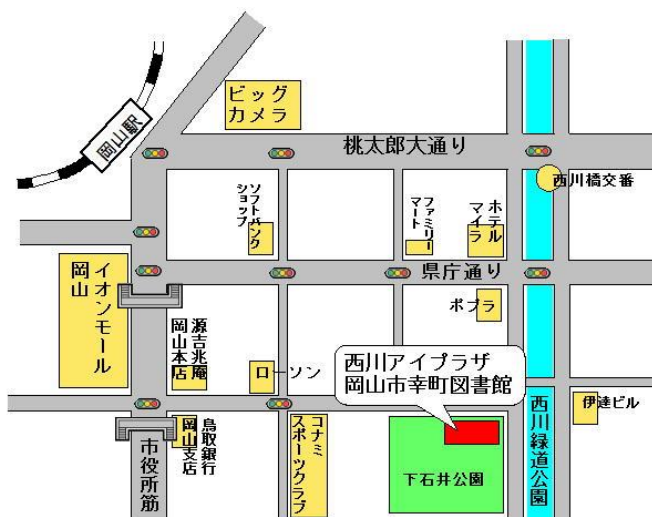 ビッグ
カメラ
岡山駅
桃太郎大通り
西川橋交番
ソフトバンク
ショップ
ファミリー
マート
ホテル
マイラ
県庁通り
イオンモール
岡山
ポプラ
源吉兆庵
岡山本店
ローソン
西川アイプラザ
岡山市幸町図書館
伊達ビル
鳥取銀行
岡山支店
コナミ
スポーツクラブ
下石井公園
西川緑道公園
市役所筋